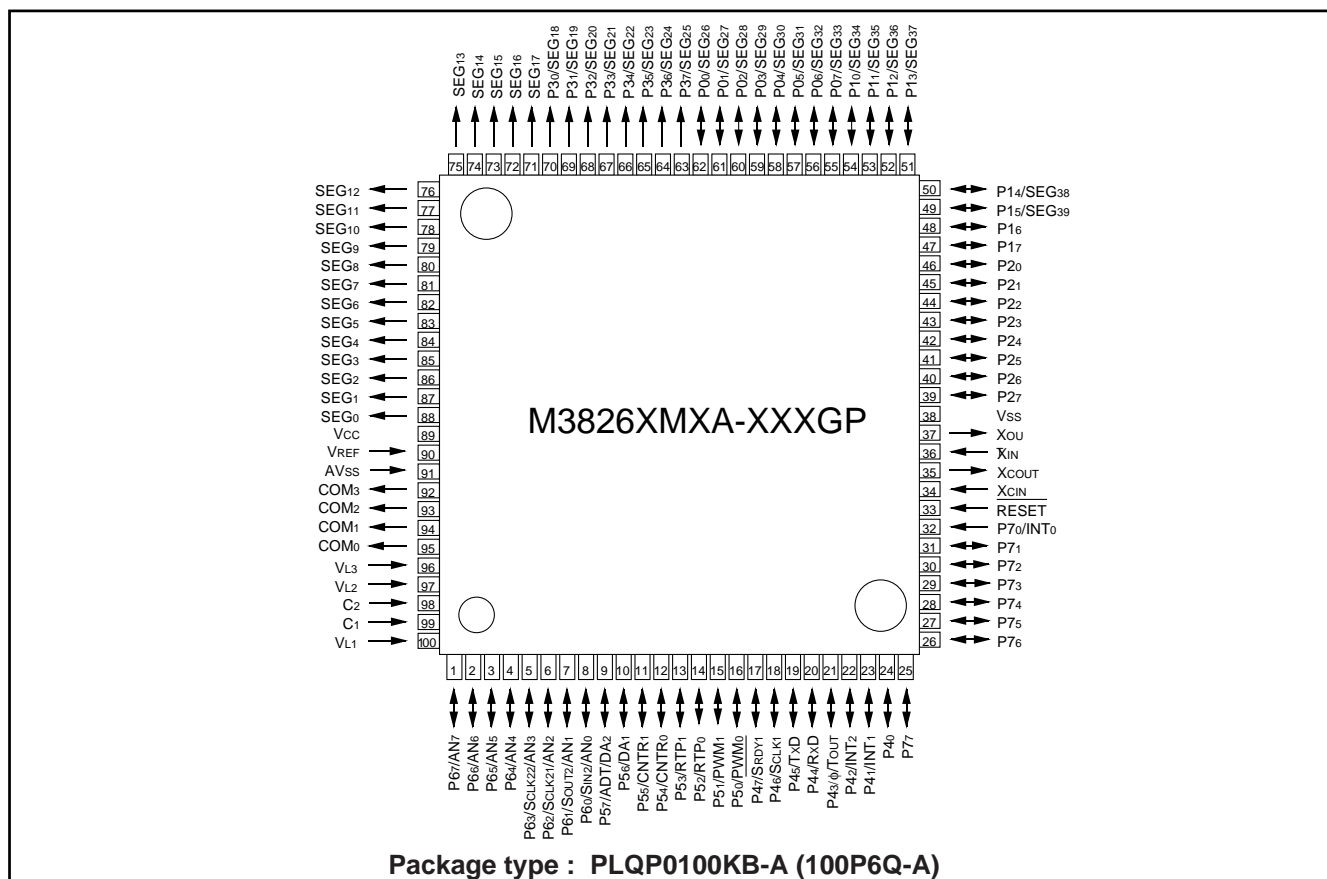 SEG13
SEG14
SEG15
SEG16
SEG17
P30/SEG18
P31/SEG19
P32/SEG20
P33/SEG21
P34/SEG22
P35/SEG23
P36/SEG24
P37/SEG25
P00/SEG26
P01/SEG27
P02/SEG28
P03/SEG29
P04/SEG30
P05/SEG31
P06/SEG32
P07/SEG33
P10/SEG34
P11/SEG35
P12/SEG36
P13/SEG37
75 74 73 72 71 70 69 68 67 66 65 64 63 62 61 60 59 58 57 56 55 54 53 52 51
SEG12 76
SEG11 77
SEG10 78
SEG9 79
SEG8 80
SEG7 81
SEG6 82
SEG5 83
SEG4 84
SEG3 85
SEG2 86
SEG1 87
SEG0 88
VCC 89
VREF 90
AVSS 91
COM3 92
COM2 93
COM1 94
COM0 95
VL3 96
VL2 97
C2 98
C1 99
VL1 100
M3826XMXA-XXXGP
50 P14/SEG38
49 P15/SEG39
48 P16
47 P17
46 P20
45 P21
44 P22
43 P23
42 P24
41 P25
40 P26
39 P27
38 VSS
37 XOU
36 XIN
35 XCOUT
34 XCIN
33 RESET
32 P70/INT0
31 P71
30 P72
29 P73
28 P74
27 P75
26 P76
1 2 3 4 5 6 7 8 9 10 11 12 13 14 15 16 17 18 19 20 21 22 23 24 25
P67/AN7
P66/AN6
P65/AN5
P64/AN4
P63/SCLK22/AN3
P62/SCLK21/AN2
P61/SOUT2/AN1
P60/SIN2/AN0
P57/ADT/DA2
P56/DA1
P55/CNTR1
P54/CNTR0
P53/RTP1
P52/RTP0
P51/PWM1
P50/PWM0
P47/SRDY1
P46/SCLK1
P45/TXD
P44/RXD
P43/ϕ/TOUT
P42/INT2
P41/INT1
P40
P77
Package type : PLQP0100KB-A (100P6Q-A)